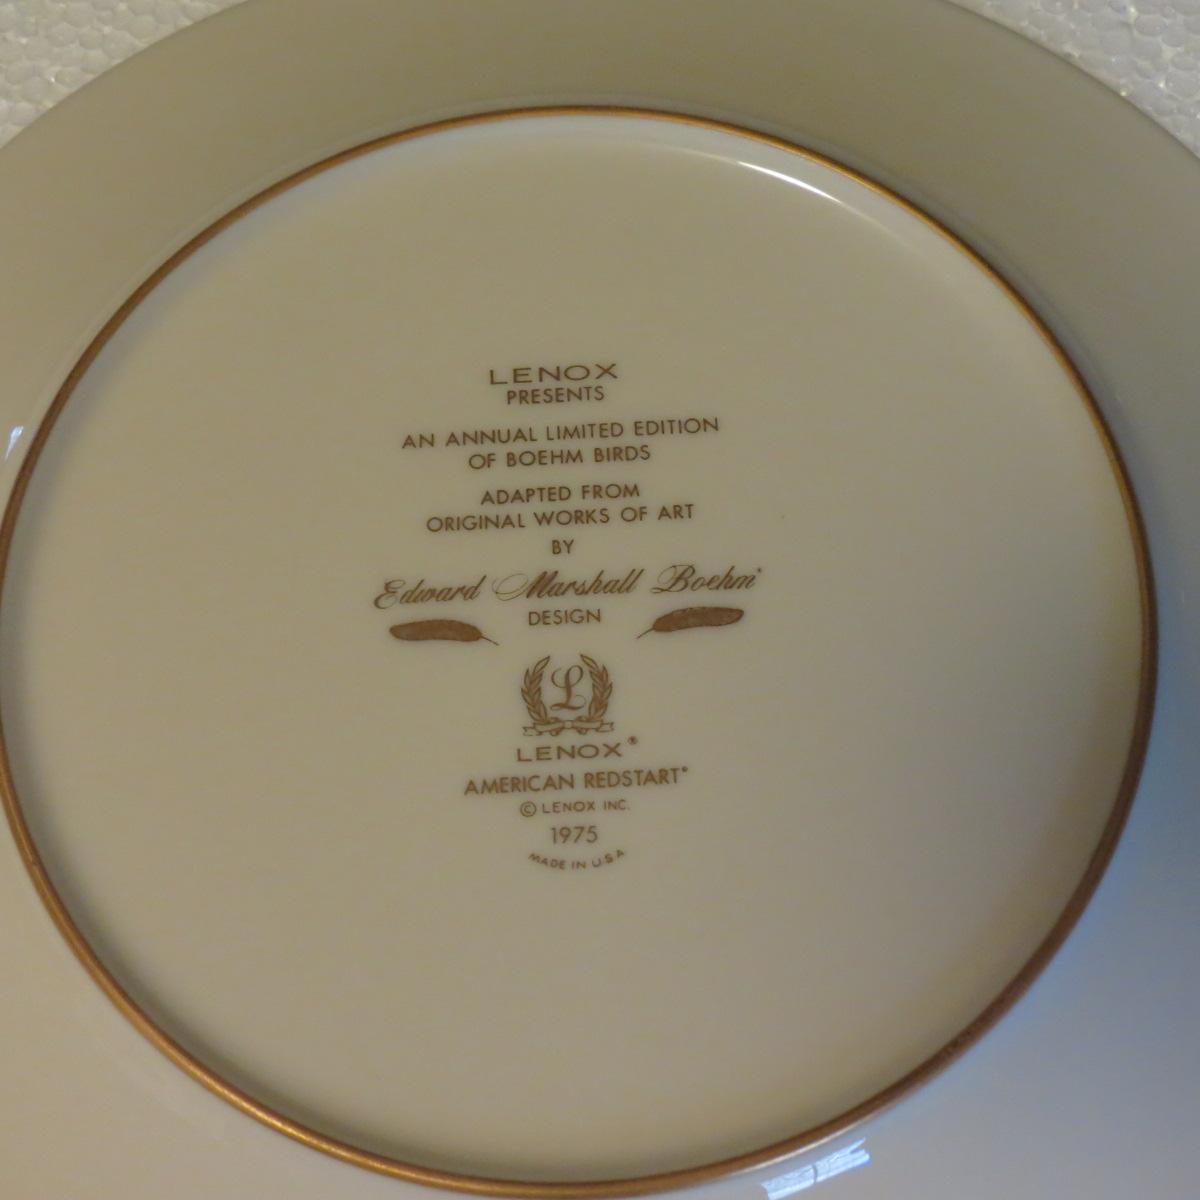 LENOX
PRESENTS
AN ANNUAL LIMITED EDITION
OF BOEHM BIRDS
ADAPTED FROM
ORIGINAL WORKS OF ART
BY
Edward Marshall Boehm®
DESIGN
L
LENOX®
AMERICAN REDSTART®
© LENOX INC.
1975
MADE IN U.S.A